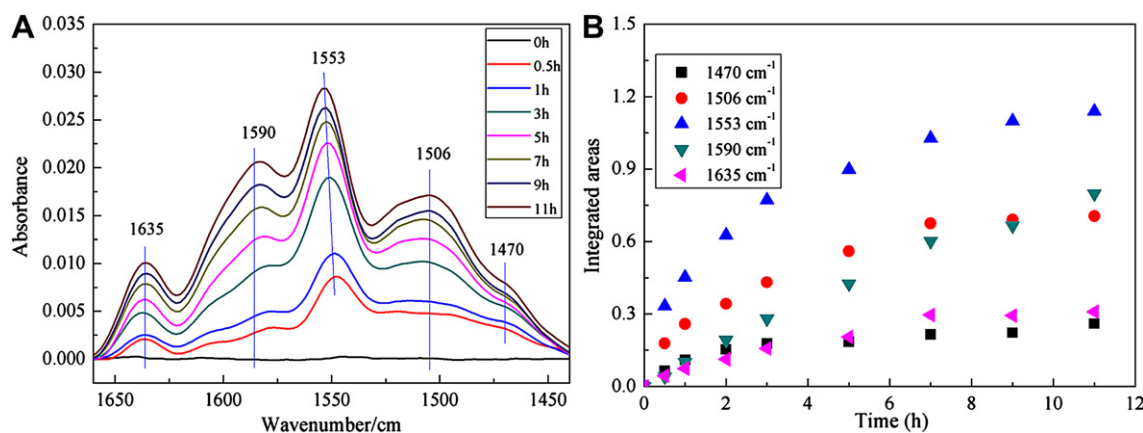 A
Absorbance
0.035
0.030
0.025
0.020
0.015
0.010
0.005
0.000
1635
1590
1553
1506
1470
0h
0.5h
1h
3h
5h
7h
9h
11h
1650 1600 1550 1500 1450
Wavenumber/cm
B
Integrated areas
1.5
1.2
0.9
0.6
0.3
0.0
1470 cm⁻¹
1506 cm⁻¹
1553 cm⁻¹
1590 cm⁻¹
1635 cm⁻¹
0 2 4 6 8 10 12
Time (h)